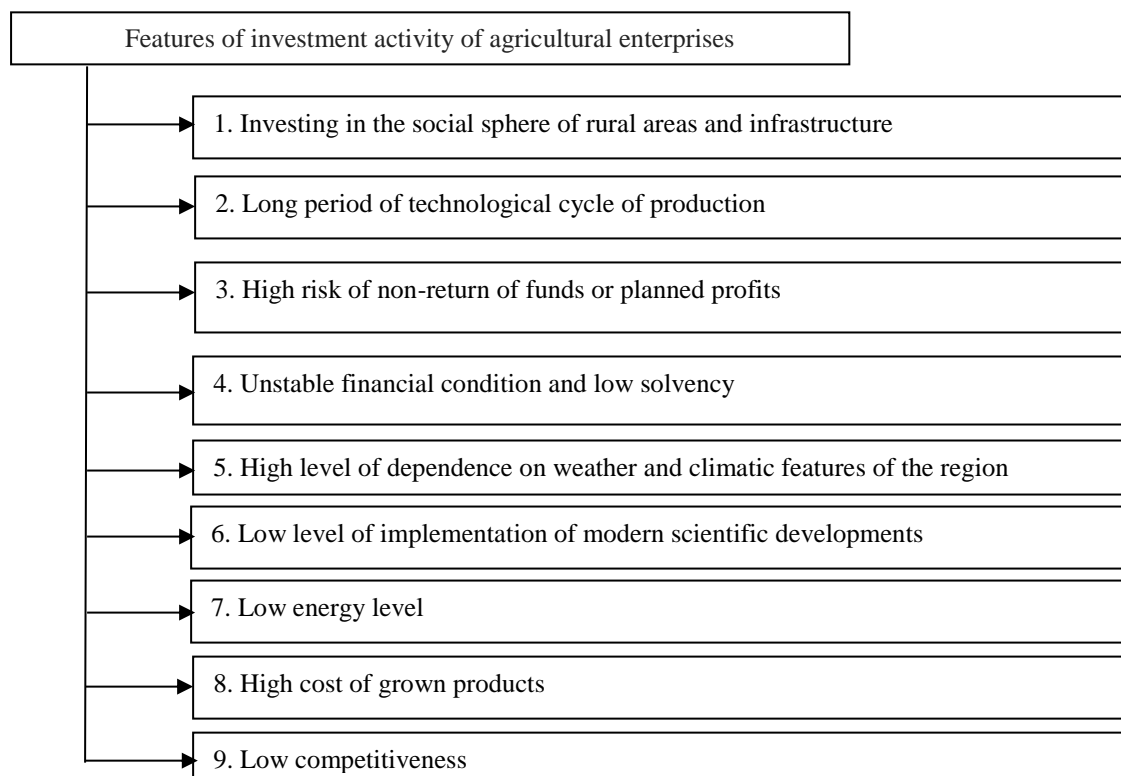 Features of investment activity of agricultural enterprises
1. Investing in the social sphere of rural areas and infrastructure
2. Long period of technological cycle of production
3. High risk of non-return of funds or planned profits
4. Unstable financial condition and low solvency
5. High level of dependence on weather and climatic features of the region
6. Low level of implementation of modern scientific developments
7. Low energy level
8. High cost of grown products
9. Low competitiveness